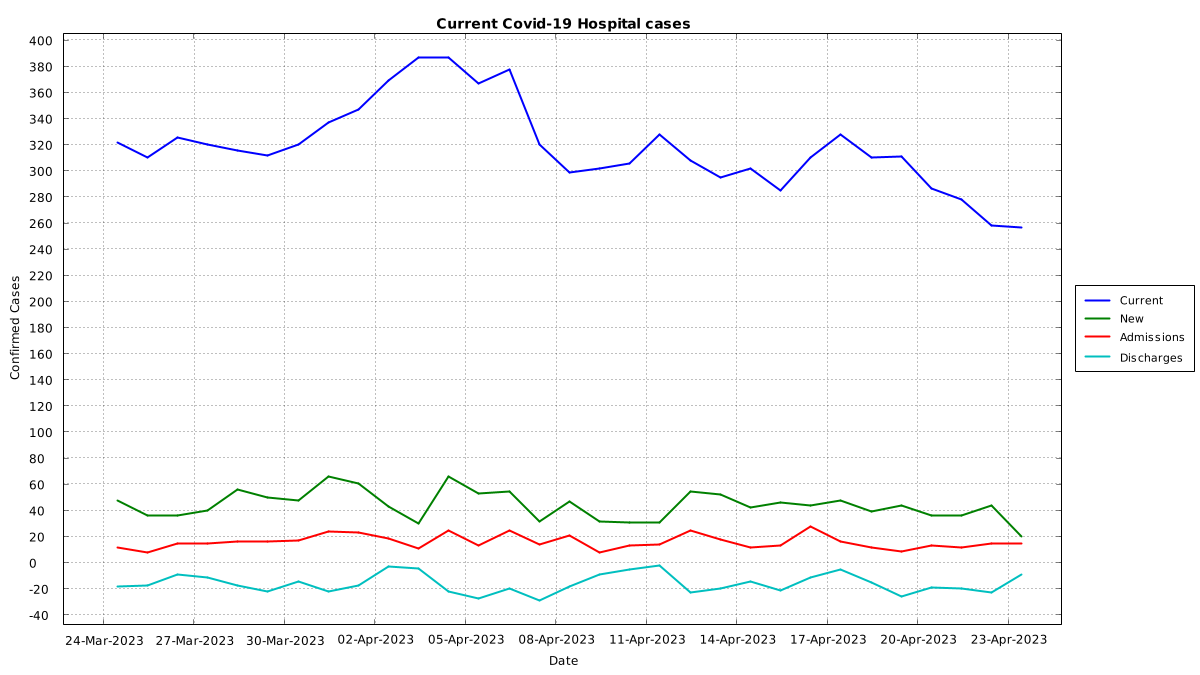 Current Covid-19 Hospital cases
400
380
360
340
320
300
280
260
240
220
200
180
160
140
120
100
80
60
40
20
0
-20
-40
Confirmed Cases
24-Mar-2023 27-Mar-2023 30-Mar-2023 02-Apr-2023 05-Apr-2023 08-Apr-2023 11-Apr-2023 14-Apr-2023 17-Apr-2023 20-Apr-2023 23-Apr-2023
Date
Current
New
Admissions
Discharges